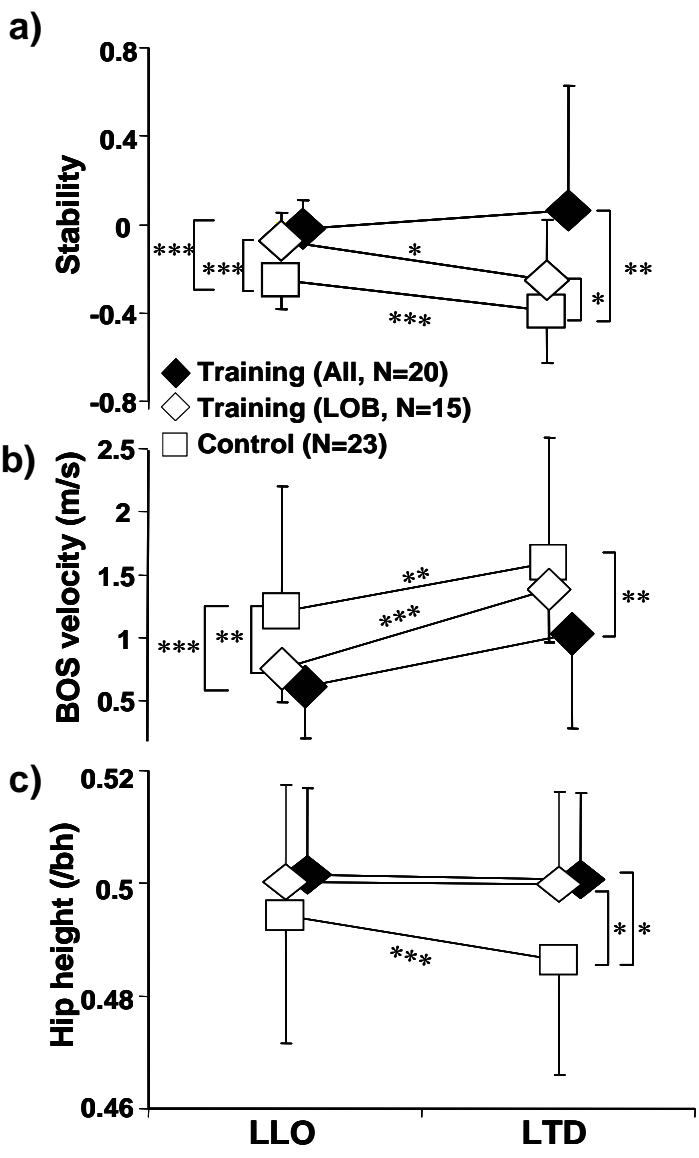 a)
Stability
0.8
0.4
0
-0.4
-0.8
***
***
*
***
*
**
Training (All, N=20)
Training (LOB, N=15)
Control (N=23)
b)
BOS velocity (m/s)
2.5
2
1.5
1
0.5
***
**
**
***
**
c)
Hip height (/bh)
0.52
0.5
0.48
0.46
***
* *
LLO LTD